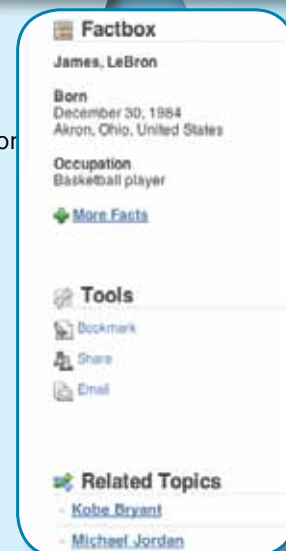 Factbox
James, LeBron
Born
December 30, 1984
Akron, Ohio, United States
Occupation
Basketball player
More Facts
Tools
Bookmark
Share
Email
Related Topics
- Kobe Bryant
- Michael Jordan